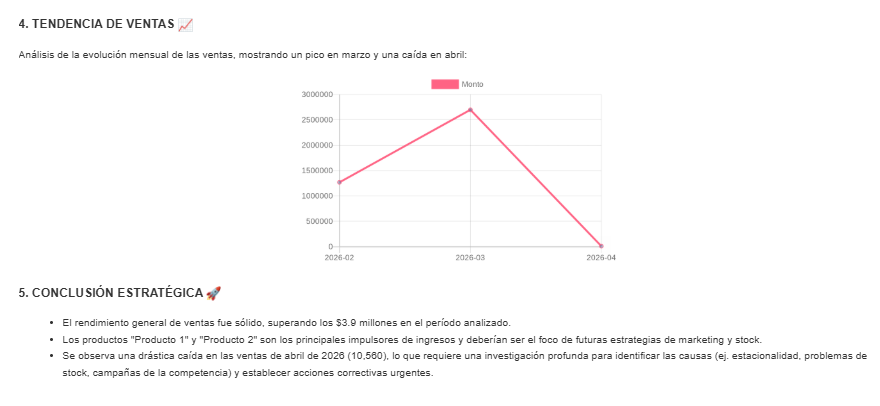 4. TENDENCIA DE VENTAS 📈
Análisis de la evolución mensual de las ventas, mostrando un pico en marzo y una caída en abril:
Monto
3000000
2500000
2000000
1500000
1000000
500000
0
2026-02 2026-03 2026-04
5. CONCLUSIÓN ESTRATÉGICA 🚀
• El rendimiento general de ventas fue sólido, superando los $3.9 millones en el período analizado.
• Los productos "Producto 1" y "Producto 2" son los principales impulsores de ingresos y deberían ser el foco de futuras estrategias de marketing y stock.
• Se observa una drástica caída en las ventas de abril de 2026 (10,560), lo que requiere una investigación profunda para identificar las causas (ej. estacionalidad, problemas de
stock, campañas de la competencia) y establecer acciones correctivas urgentes.